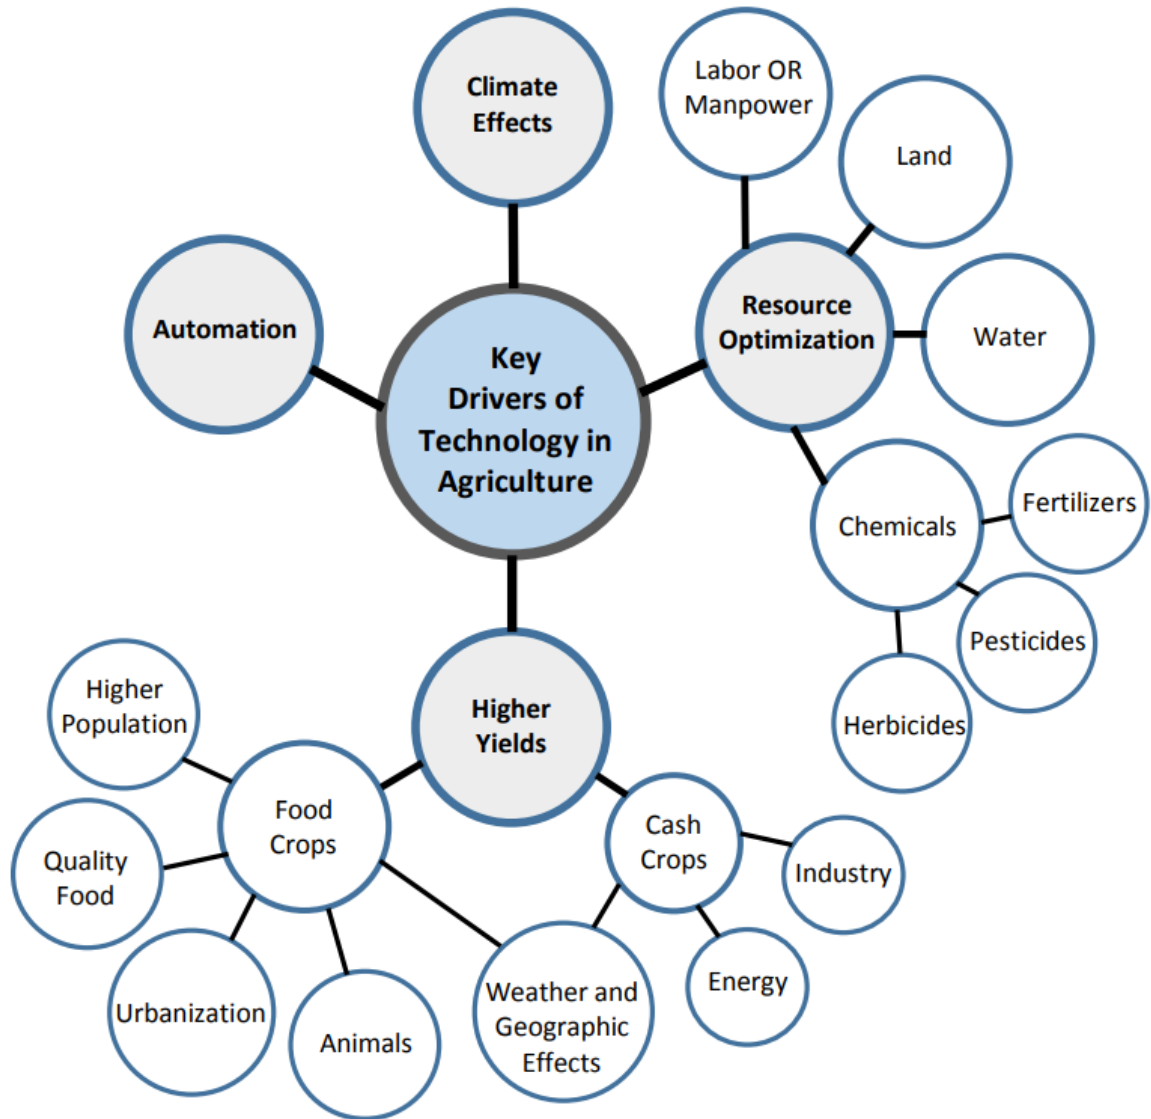 Climate
Effects
Labor OR
Manpower
Land
Automation
Resource
Optimization
Water
Key
Drivers of
Technology in
Agriculture
Chemicals
Fertilizers
Pesticides
Herbicides
Higher
Yields
Higher
Population
Food
Crops
Cash
Crops
Quality
Food
Industry
Urbanization
Animals
Weather and
Geographic
Effects
Energy